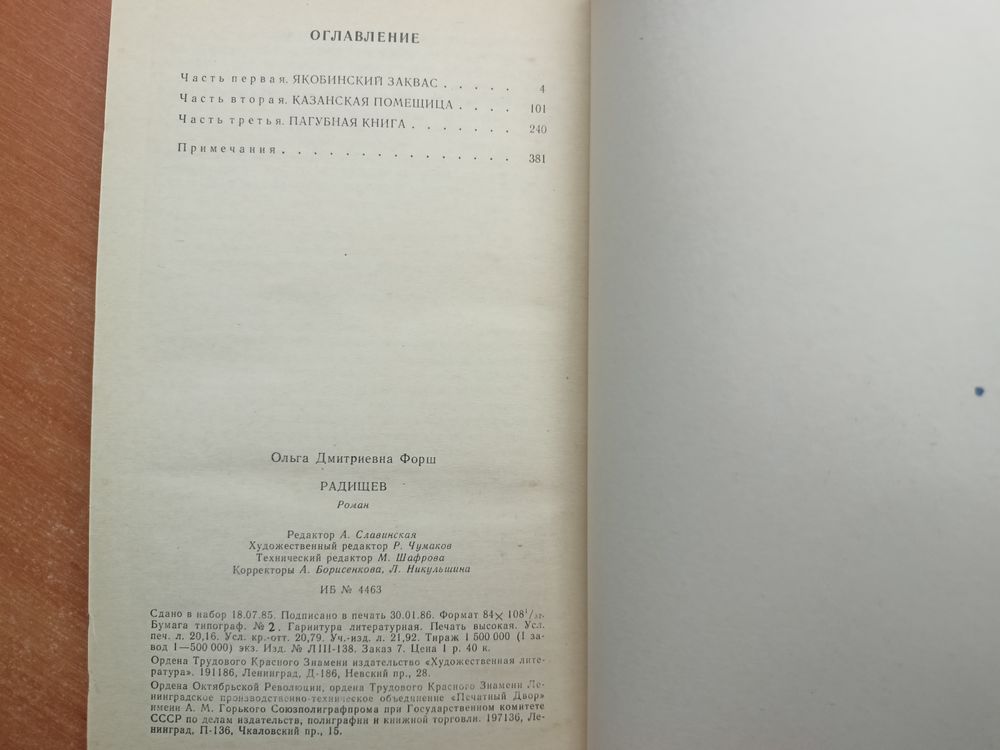 ОГЛАВЛЕНИЕ
Часть первая. ЯКОБИНСКИЙ ЗАКВАС . . . . . 4
Часть вторая. КАЗАНСКАЯ ПОМЕЩИЦА . . . . 101
Часть третья. ПАГУБНАЯ КНИГА . . . . . . . 240
Примечания . . . . . . . . . . . . . . . 381
Ольга Дмитриевна Форш
РАДИЩЕВ
Роман
Редактор А. Славинская
Художественный редактор Р. Чумаков
Технический редактор М. Шафрова
Корректоры А. Борисенкова, Л. Никульшина
ИБ № 4463
Сдано в набор 18.07.85. Подписано в печать 30.01.86. Формат 84× 108¹/₃₂.
Бумага типограф. № 2. Гарнитура литературная. Печать высокая. Усл.
печ. л. 20,16. Усл. кр.-отт. 20,79. Уч.-изд. л. 21,92. Тираж 1 500 000 (I за-
вод 1—500 000) экз. Изд. № ЛIII-138. Заказ 7. Цена 1 р. 40 к.
Ордена Трудового Красного Знамени издательство «Художественная лите-
ратура». 191186, Ленинград, Д-186, Невский пр., 28.
Ордена Октябрьской Революции, ордена Трудового Красного Знамени Ле-
нинградское производственно-техническое объединение «Печатный Двор»
имени А. М. Горького Союзполиграфпрома при Государственном комитете
СССР по делам издательств, полиграфии и книжной торговли. 197136, Ле-
нинград, П-136, Чкаловский пр., 15.